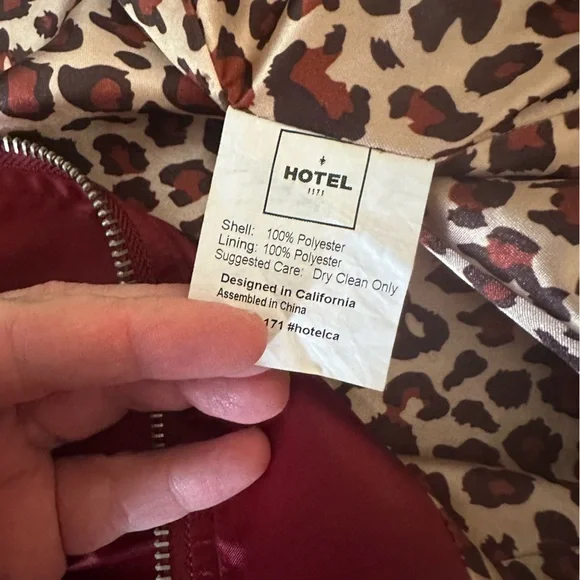 HOTEL
1171
Shell: 100% Polyester
Lining: 100% Polyester
Suggested Care: Dry Clean Only
Designed in California
Assembled in China
171 #hotelca